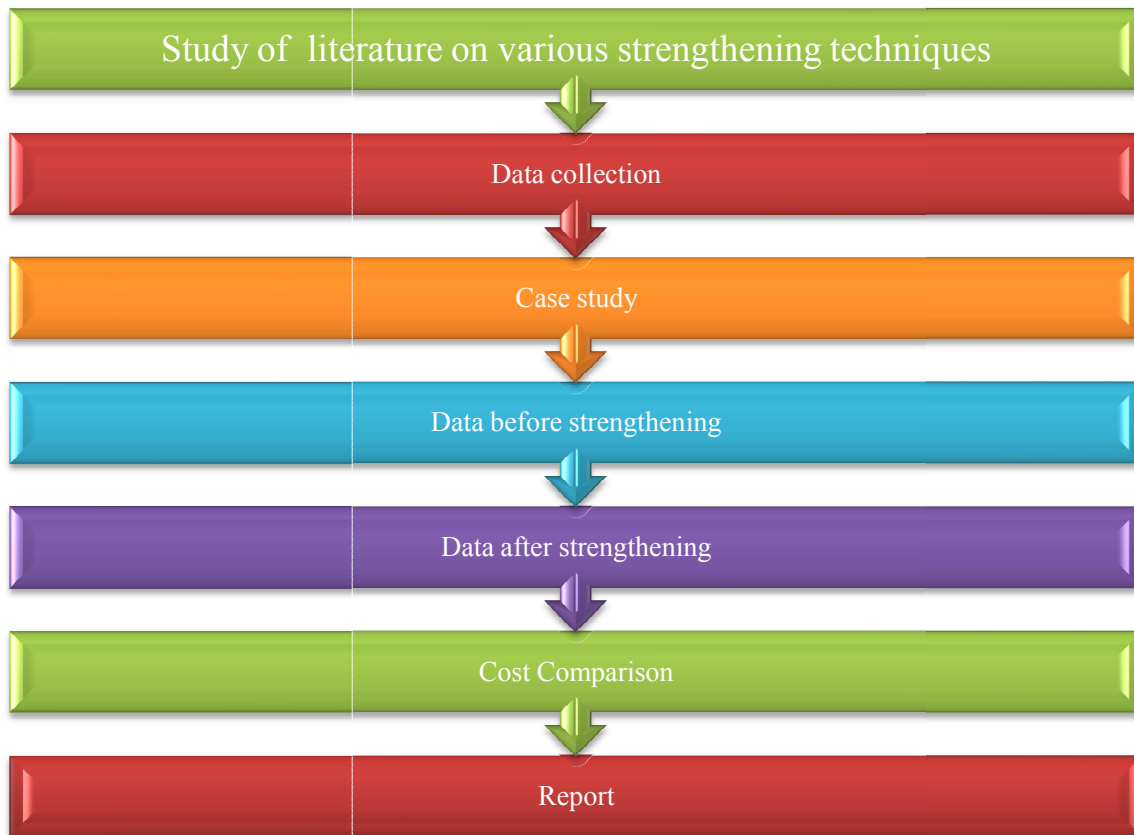 Study of literature on various strengthening techniques
Data collection
Case study
Data before strengthening
Data after strengthening
Cost Comparison
Report